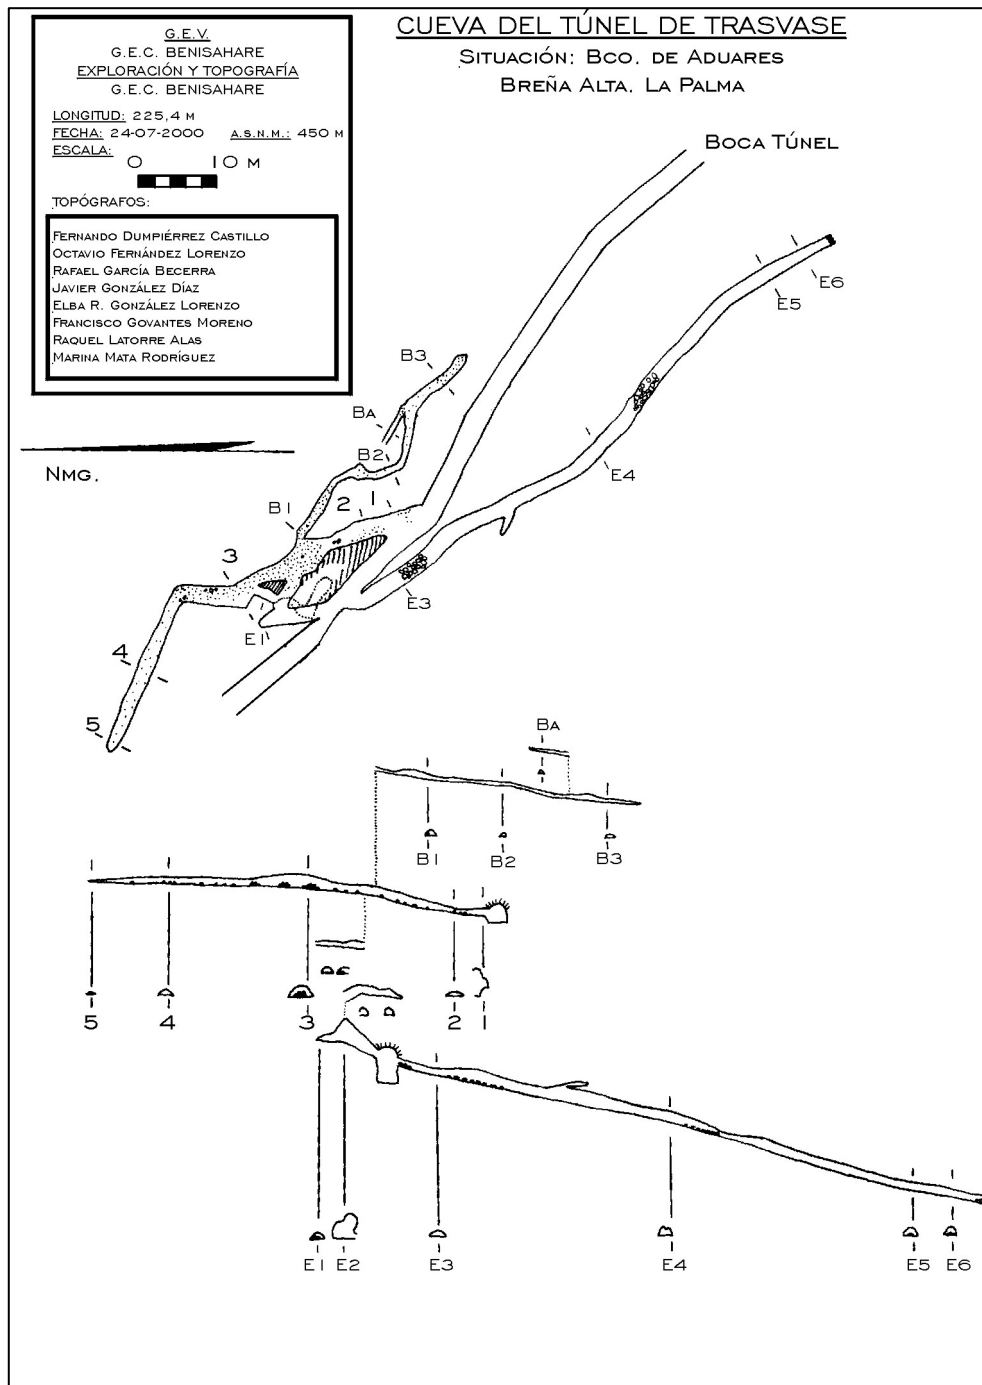 G.E.V.
G.E.C. BENISAHARE
EXPLORACIÓN Y TOPOGRAFÍA
G.E.C. BENISAHARE
LONGITUD: 225,4 M
FECHA: 24-07-2000 A.S.N.M.: 450 M
ESCALA:
0 10 M
TOPÓGRAFOS:
FERNANDO DUMPIÉRREZ CASTILLO
OCTAVIO FERNÁNDEZ LORENZO
RAFAEL GARCÍA BECERRA
JAVIER GONZÁLEZ DÍAZ
ELBA R. GONZÁLEZ LORENZO
FRANCISCO GOVANTES MORENO
RAQUEL LATORRE ALAS
MARINA MATA RODRÍGUEZ
CUEVA DEL TÚNEL DE TRASVASE
SITUACIÓN: BCO. DE ADUARES
BREÑA ALTA. LA PALMA
BOCA TÚNEL
E6
E5
B3
BA
B2
E4
NMG.
B1
2
1
3
E3
E1
4
5
BA
B1
B2
B3
5
4
3
2
1
E1
E2
E3
E4
E5
E6